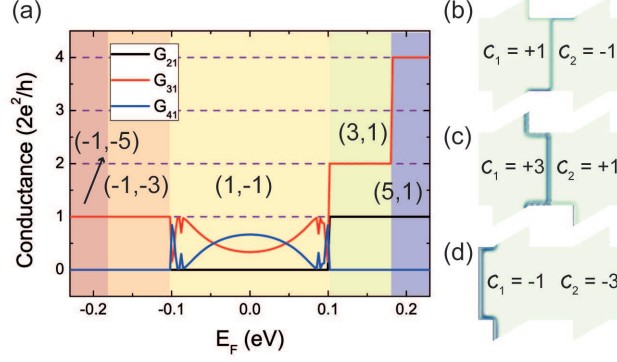 (a)
Conductance (2e²/h)
4
3
2
1
0
G₂₁
G₃₁
G₄₁
(-1,-5)
(-1,-3)
(1,-1)
(3,1)
(5,1)
-0.2
-0.1
0.0
0.1
0.2
E_F (eV)
(b)
C₁ = +1
C₂ = -1
(c)
C₁ = +3
C₂ = +1
(d)
C₁ = -1
C₂ = -3